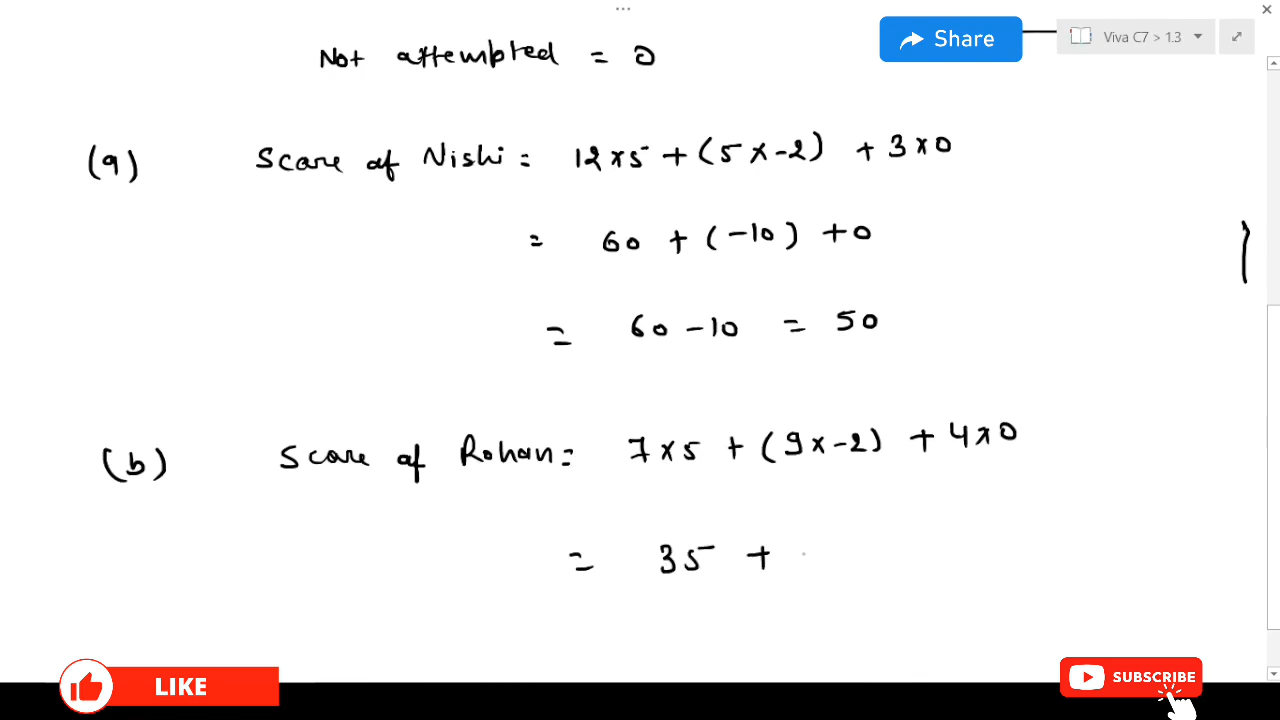 ...
Share
Viva C7 > 1.3
Not attempted = 0
(a) Score of Nishi = 12×5 + (5×-2) + 3×0
= 60 + (-10) + 0
= 60 - 10 = 50
(b) Score of Rohan = 7×5 + (9×-2) + 4×0
= 35 +
LIKE
SUBSCRIBE